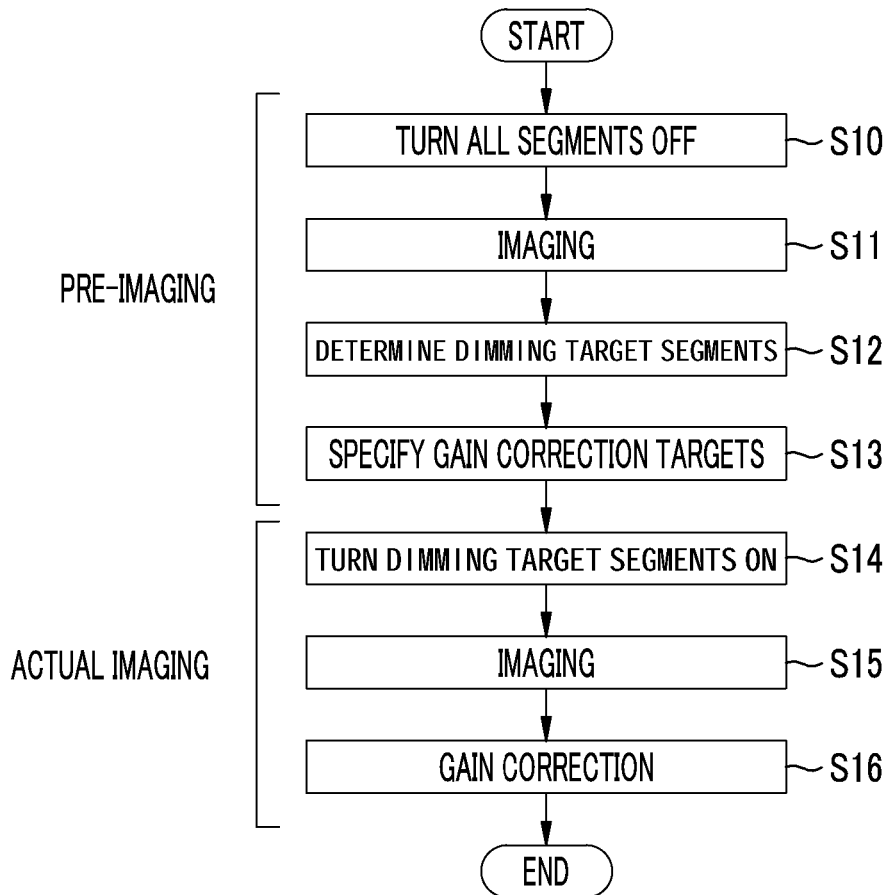 START
TURN ALL SEGMENTS OFF
S10
IMAGING
S11
PRE-IMAGING
DETERMINE DIMMING TARGET SEGMENTS
S12
SPECIFY GAIN CORRECTION TARGETS
S13
TURN DIMMING TARGET SEGMENTS ON
S14
ACTUAL IMAGING
IMAGING
S15
GAIN CORRECTION
S16
END